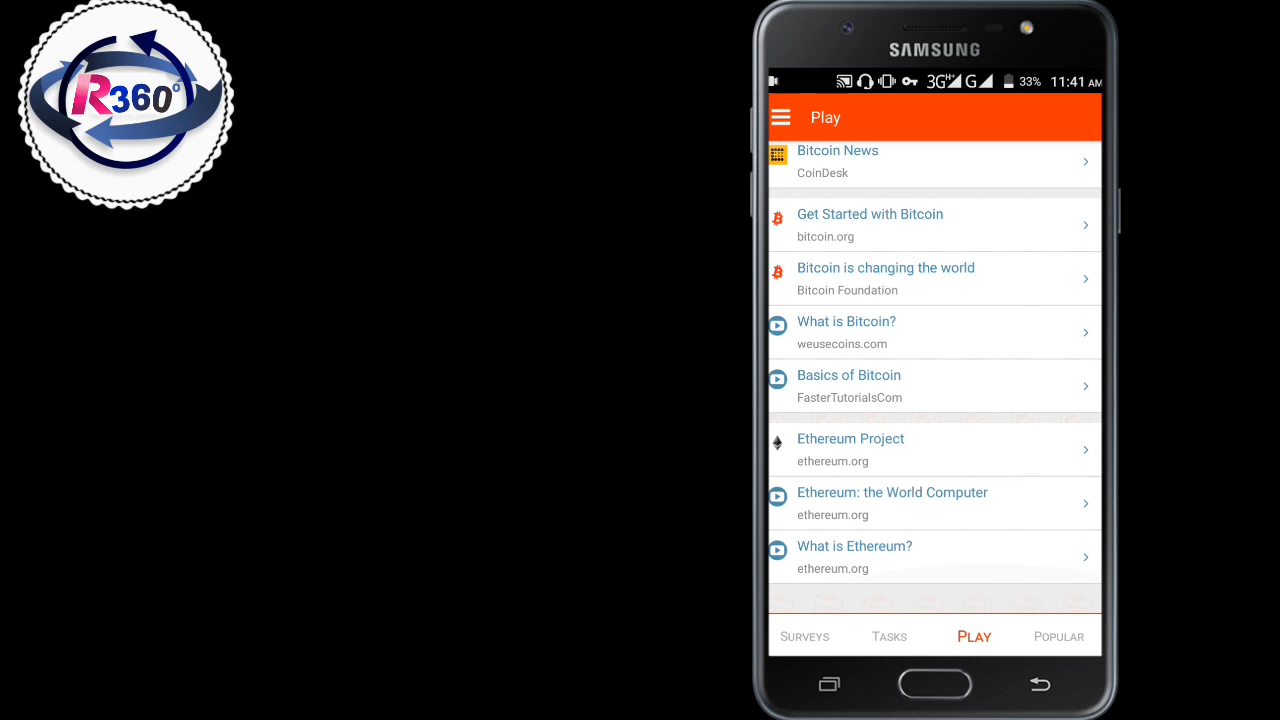 R360°
SAMSUNG
3G H+ G 33% 11:41 AM
Play
Bitcoin News
CoinDesk
Get Started with Bitcoin
bitcoin.org
Bitcoin is changing the world
Bitcoin Foundation
What is Bitcoin?
weusecoins.com
Basics of Bitcoin
FasterTutorialsCom
Ethereum Project
ethereum.org
Ethereum: the World Computer
ethereum.org
What is Ethereum?
ethereum.org
SURVEYS TASKS PLAY POPULAR